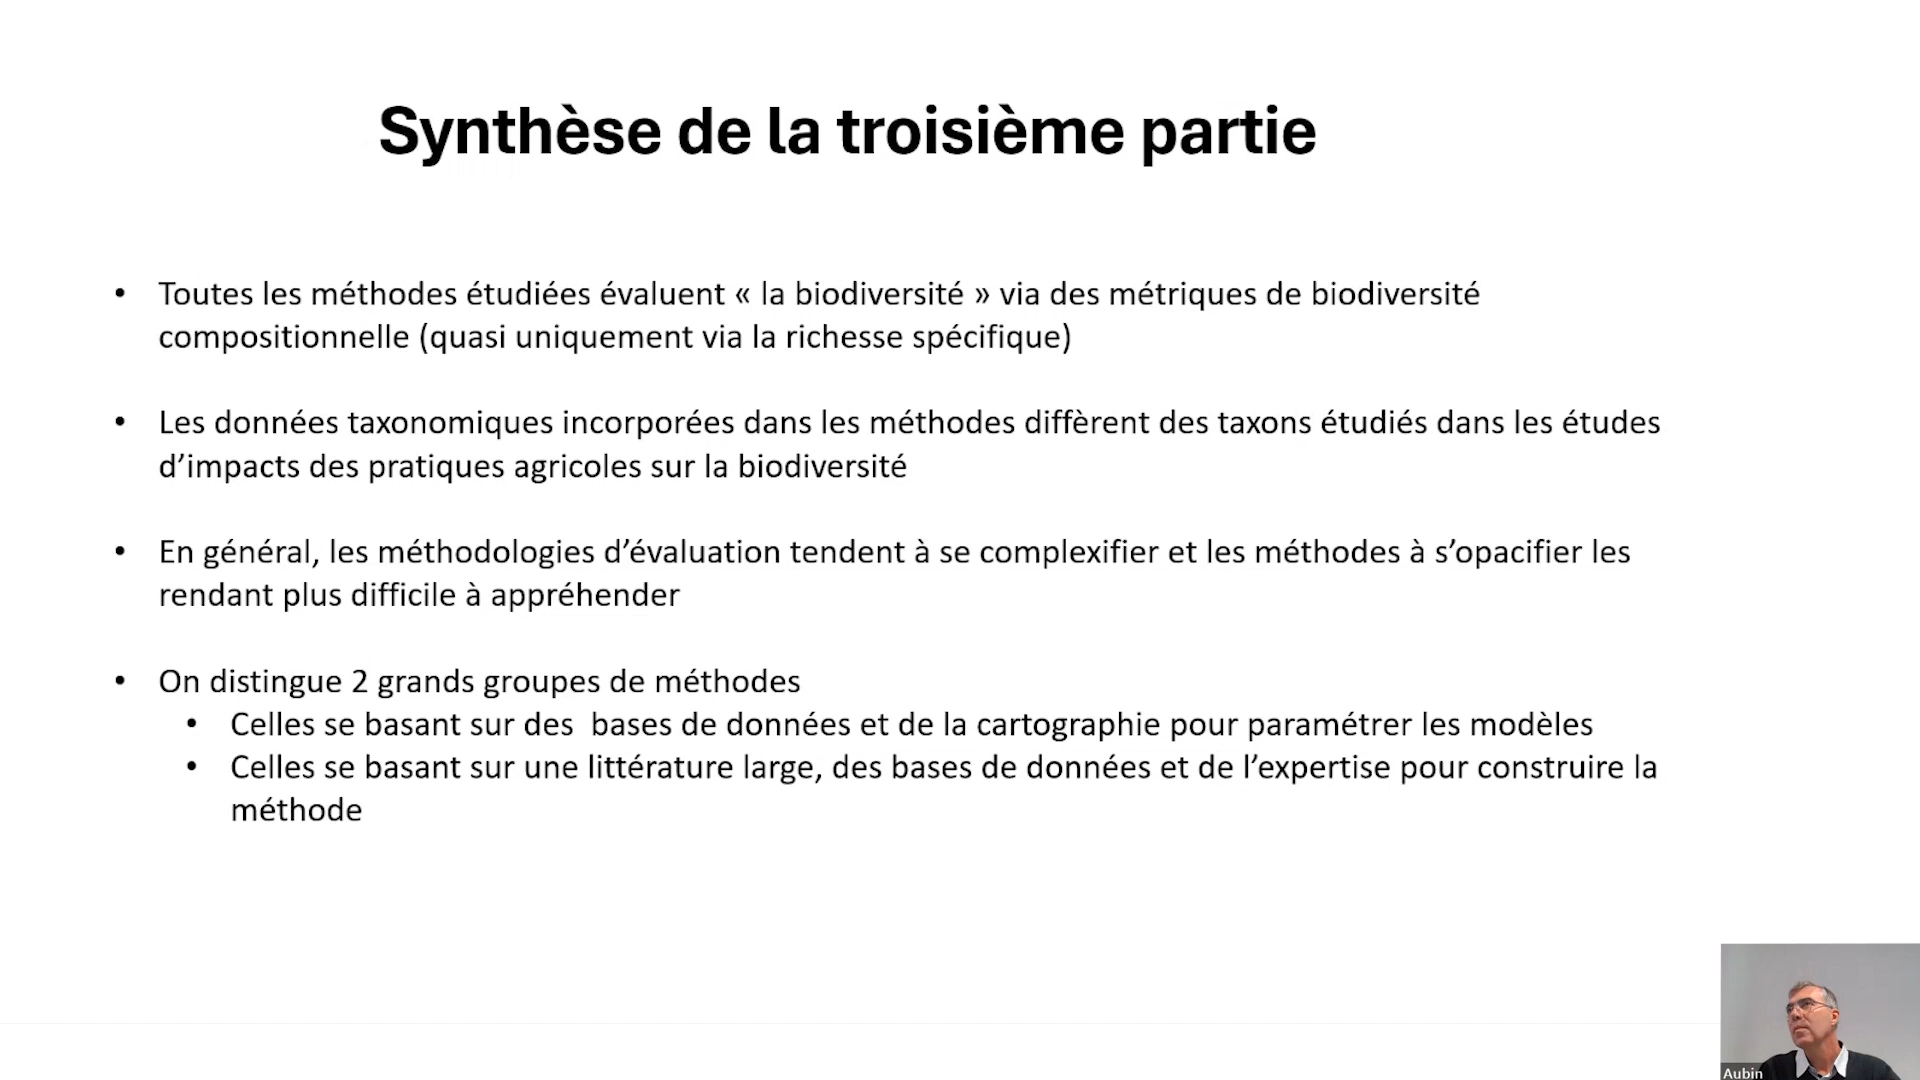 Synthèse de la troisième partie
• Toutes les méthodes étudiées évaluent « la biodiversité » via des métriques de biodiversité
compositionnelle (quasi uniquement via la richesse spécifique)
• Les données taxonomiques incorporées dans les méthodes diffèrent des taxons étudiés dans les études
d’impacts des pratiques agricoles sur la biodiversité
• En général, les méthodologies d’évaluation tendent à se complexifier et les méthodes à s’opacifier les
rendant plus difficile à appréhender
• On distingue 2 grands groupes de méthodes
• Celles se basant sur des  bases de données et de la cartographie pour paramétrer les modèles
• Celles se basant sur une littérature large, des bases de données et de l’expertise pour construire la
méthode
Aubin